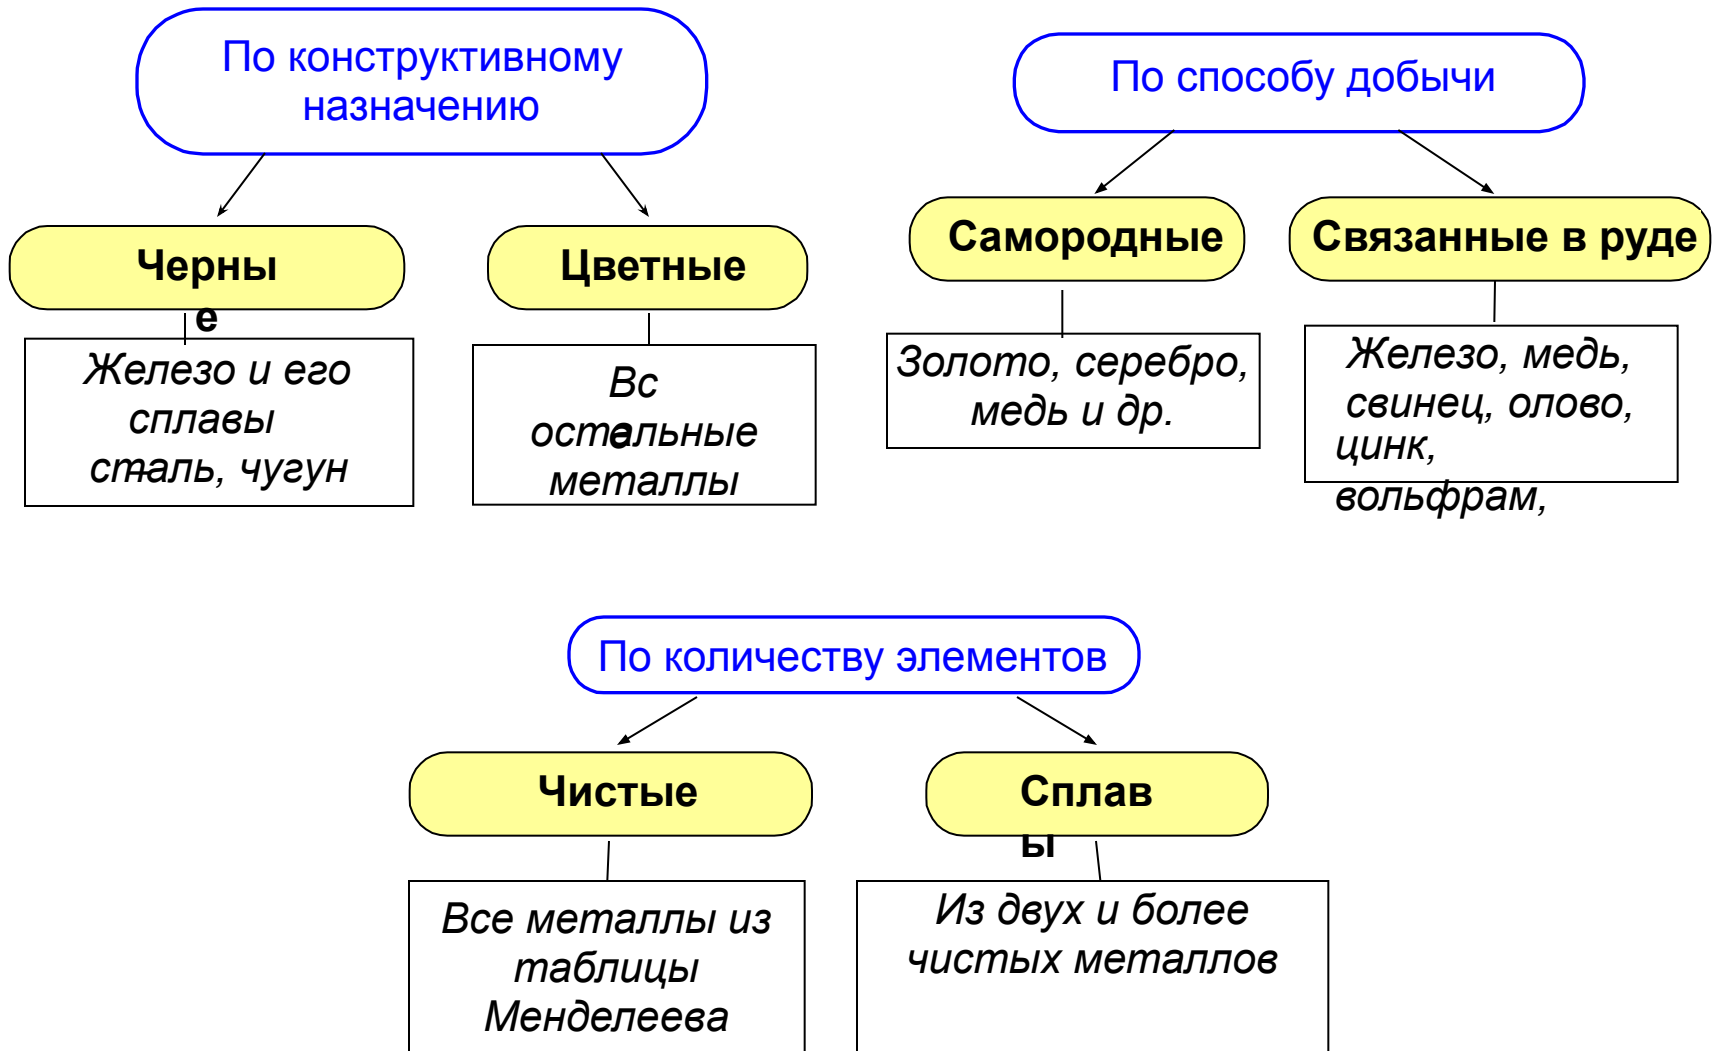 По конструктивному
назначению
Черны
е
Железо и его
сплавы
сталь, чугун
Цветные
Вс
е
остальные
металлы
По способу добычи
Самородные
Золото, серебро,
медь и др.
Связанные в руде
Железо, медь,
свинец, олово,
цинк,
вольфрам,
По количеству элементов
Чистые
Все металлы из
таблицы
Менделеева
Сплав
ы
Из двух и более
чистых металлов